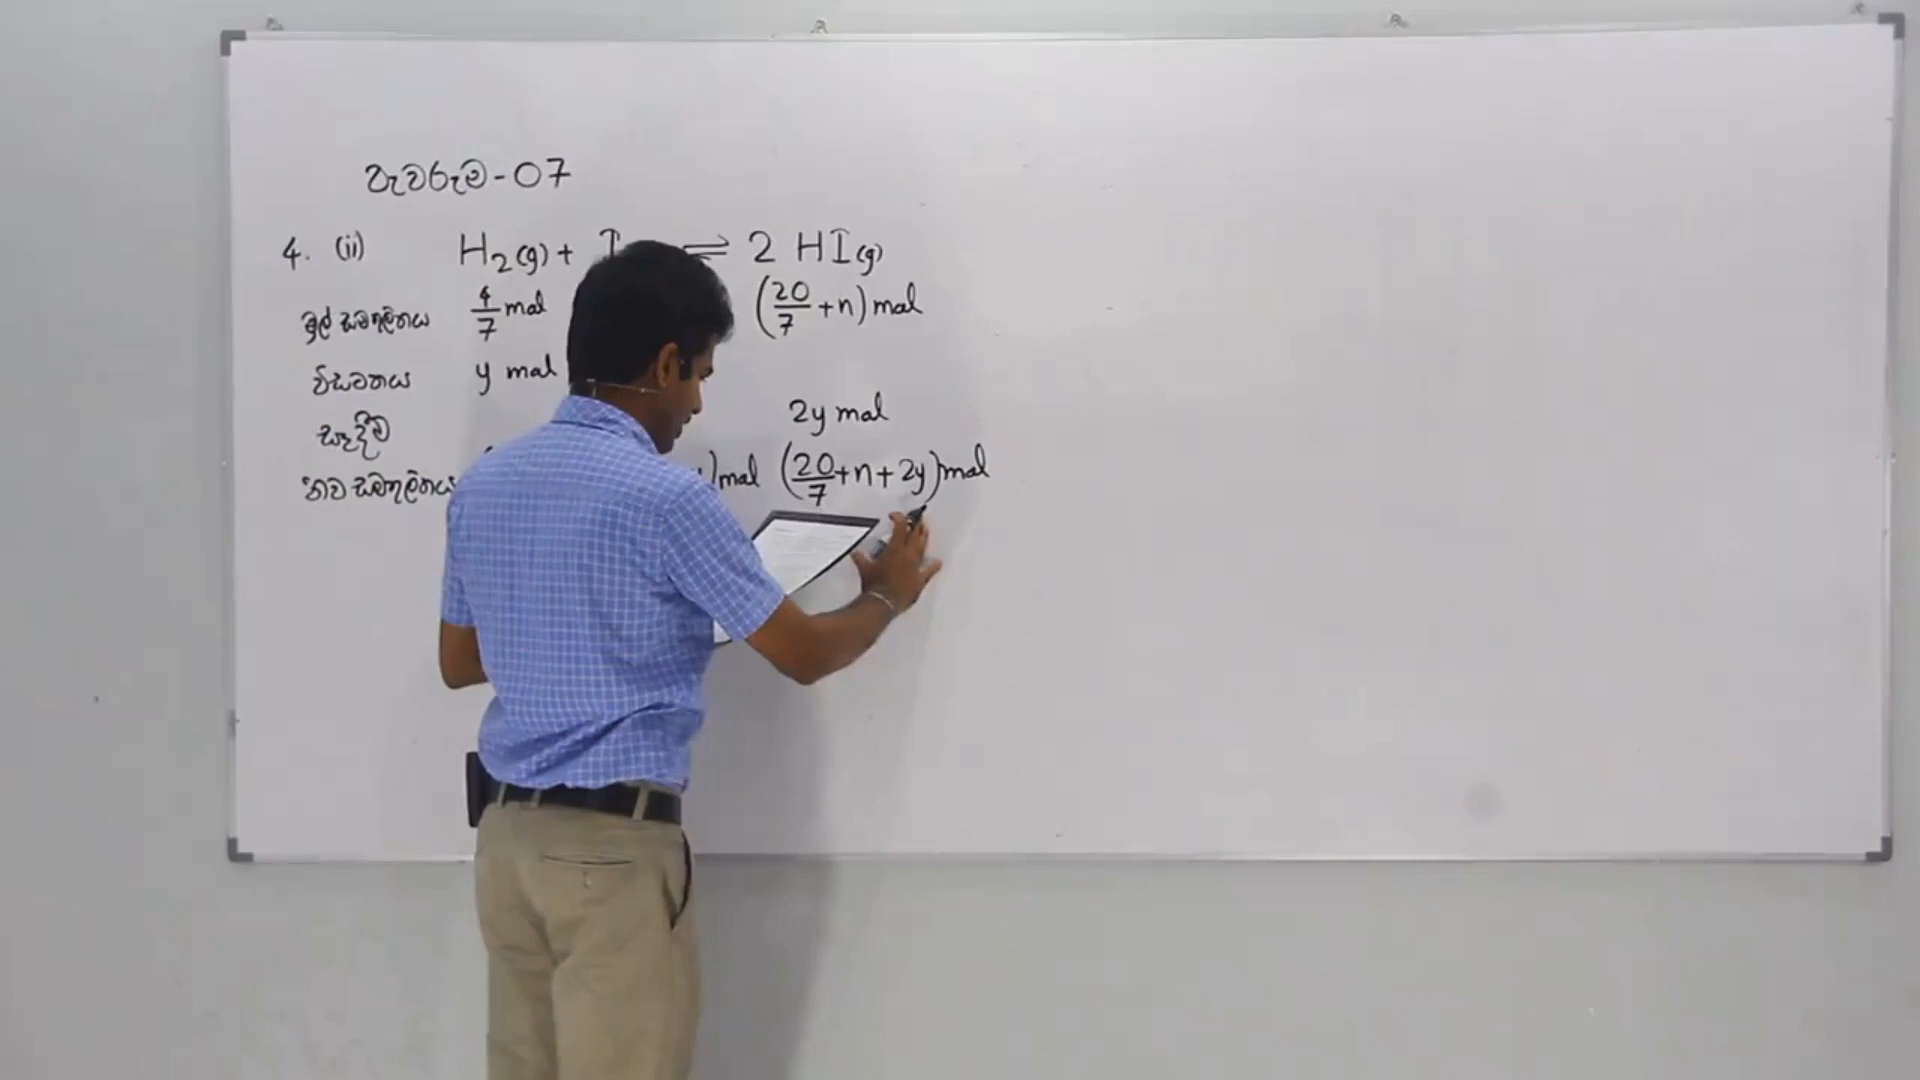 පැවරුම - 07
4. (ii) H₂(g) + I ⇌ 2 HI(g)
මුල් සමතුලිතය 4/7 mol (20/7 + n) mol
විඝටනය y mol
සෑදීම 2y mol
නව සමතුලිතය ) mol (20/7 + n + 2y) mol